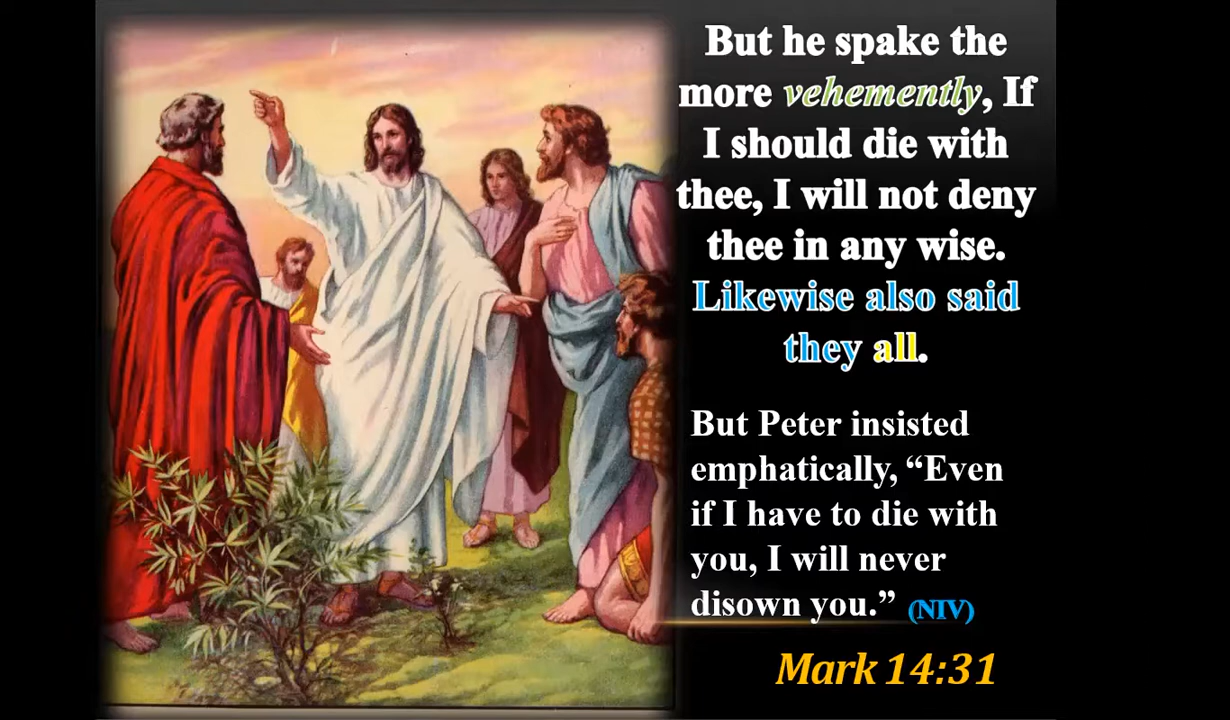 But he spake the
more vehemently, If
I should die with
thee, I will not deny
thee in any wise.
Likewise also said
they all.
But Peter insisted
emphatically, “Even
if I have to die with
you, I will never
disown you.” (NIV)
Mark 14:31